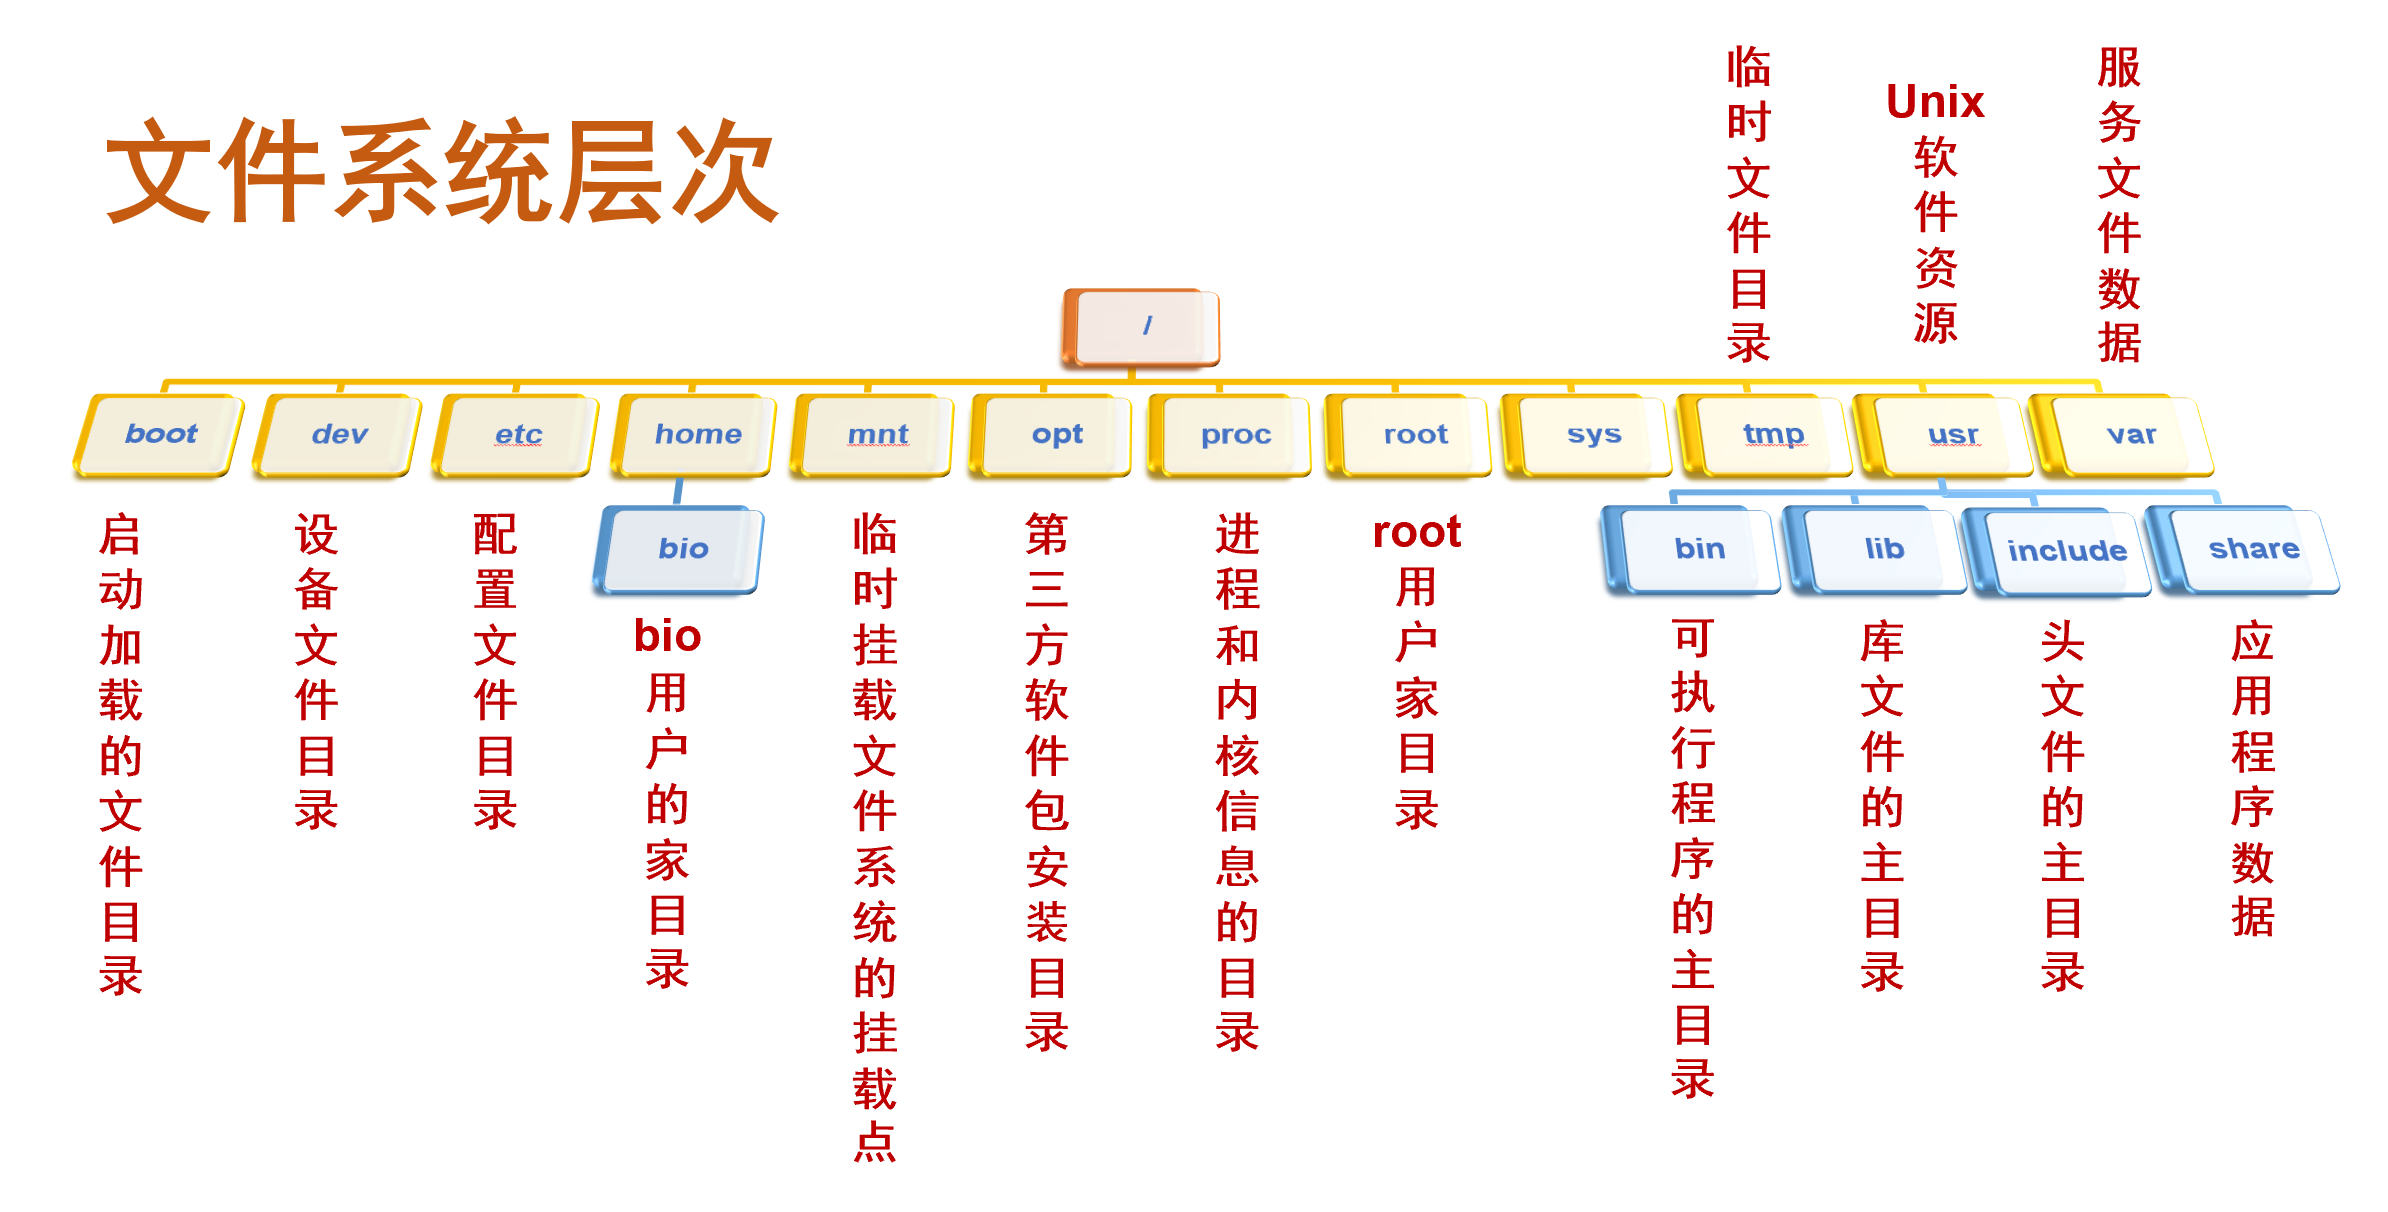 文件系统层次
临时文件目录
Unix软件资源
服务文件数据
/
boot
dev
etc
home
mnt
opt
proc
root
sys
tmp
usr
var
bio
bin
lib
include
share
启动加载的文件目录
设备文件目录
配置文件目录
bio用户的家目录
临时挂载文件系统的挂载点
第三方软件包安装目录
进程和内核信息的目录
root用户家目录
可执行程序的主目录
库文件的主目录
头文件的主目录
应用程序数据